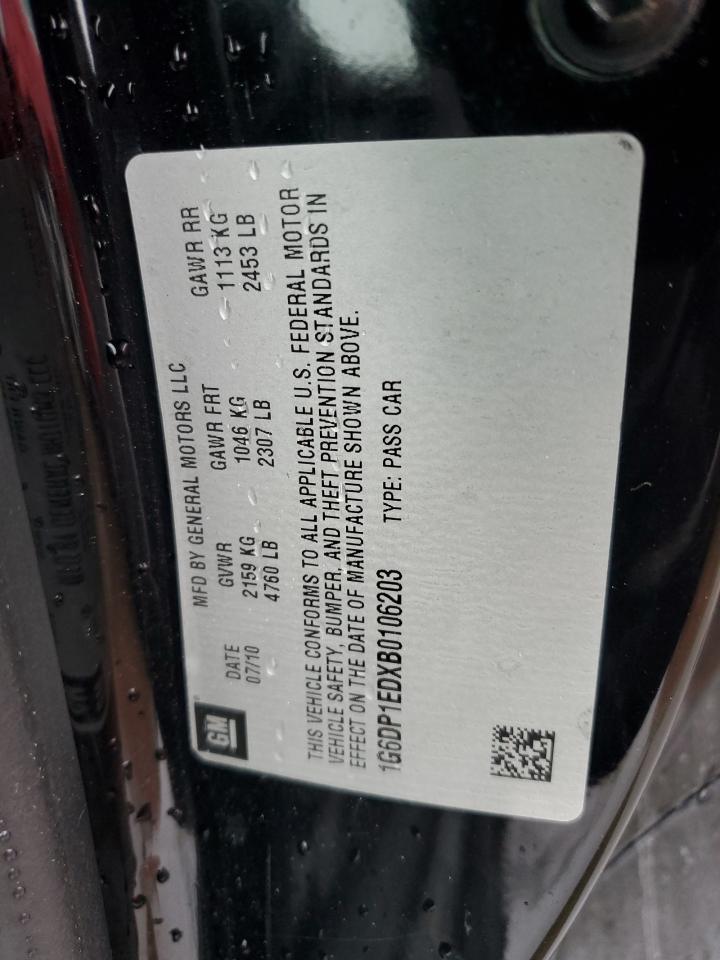 GM
MFD BY GENERAL MOTORS LLC
DATE GVWR GAWR FRT GAWR RR
07/10 2159 KG 1046 KG 1113 KG
4760 LB 2307 LB 2453 LB
THIS VEHICLE CONFORMS TO ALL APPLICABLE U.S. FEDERAL MOTOR
VEHICLE SAFETY, BUMPER, AND THEFT PREVENTION STANDARDS IN
EFFECT ON THE DATE OF MANUFACTURE SHOWN ABOVE.
1G6DP1EDXB0106203 TYPE: PASS CAR